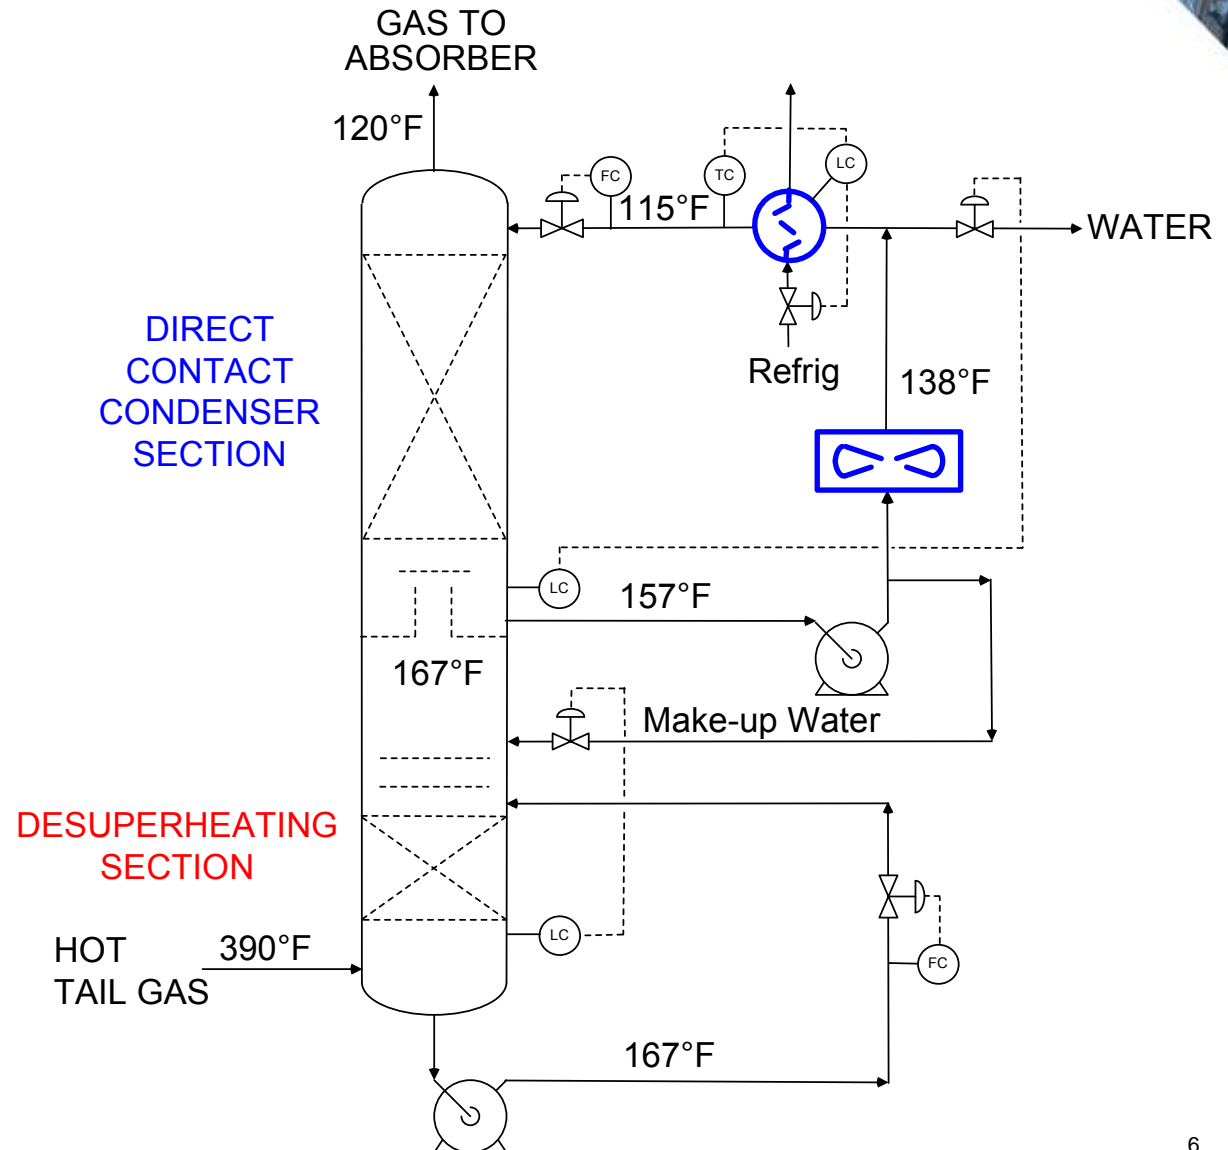 GAS TO
ABSORBER
120°F
FC
TC
LC
115°F
WATER
DIRECT
CONTACT
CONDENSER
SECTION
Refrig
138°F
LC
157°F
167°F
Make-up Water
DESUPERHEATING
SECTION
HOT
TAIL GAS
390°F
LC
FC
167°F
6